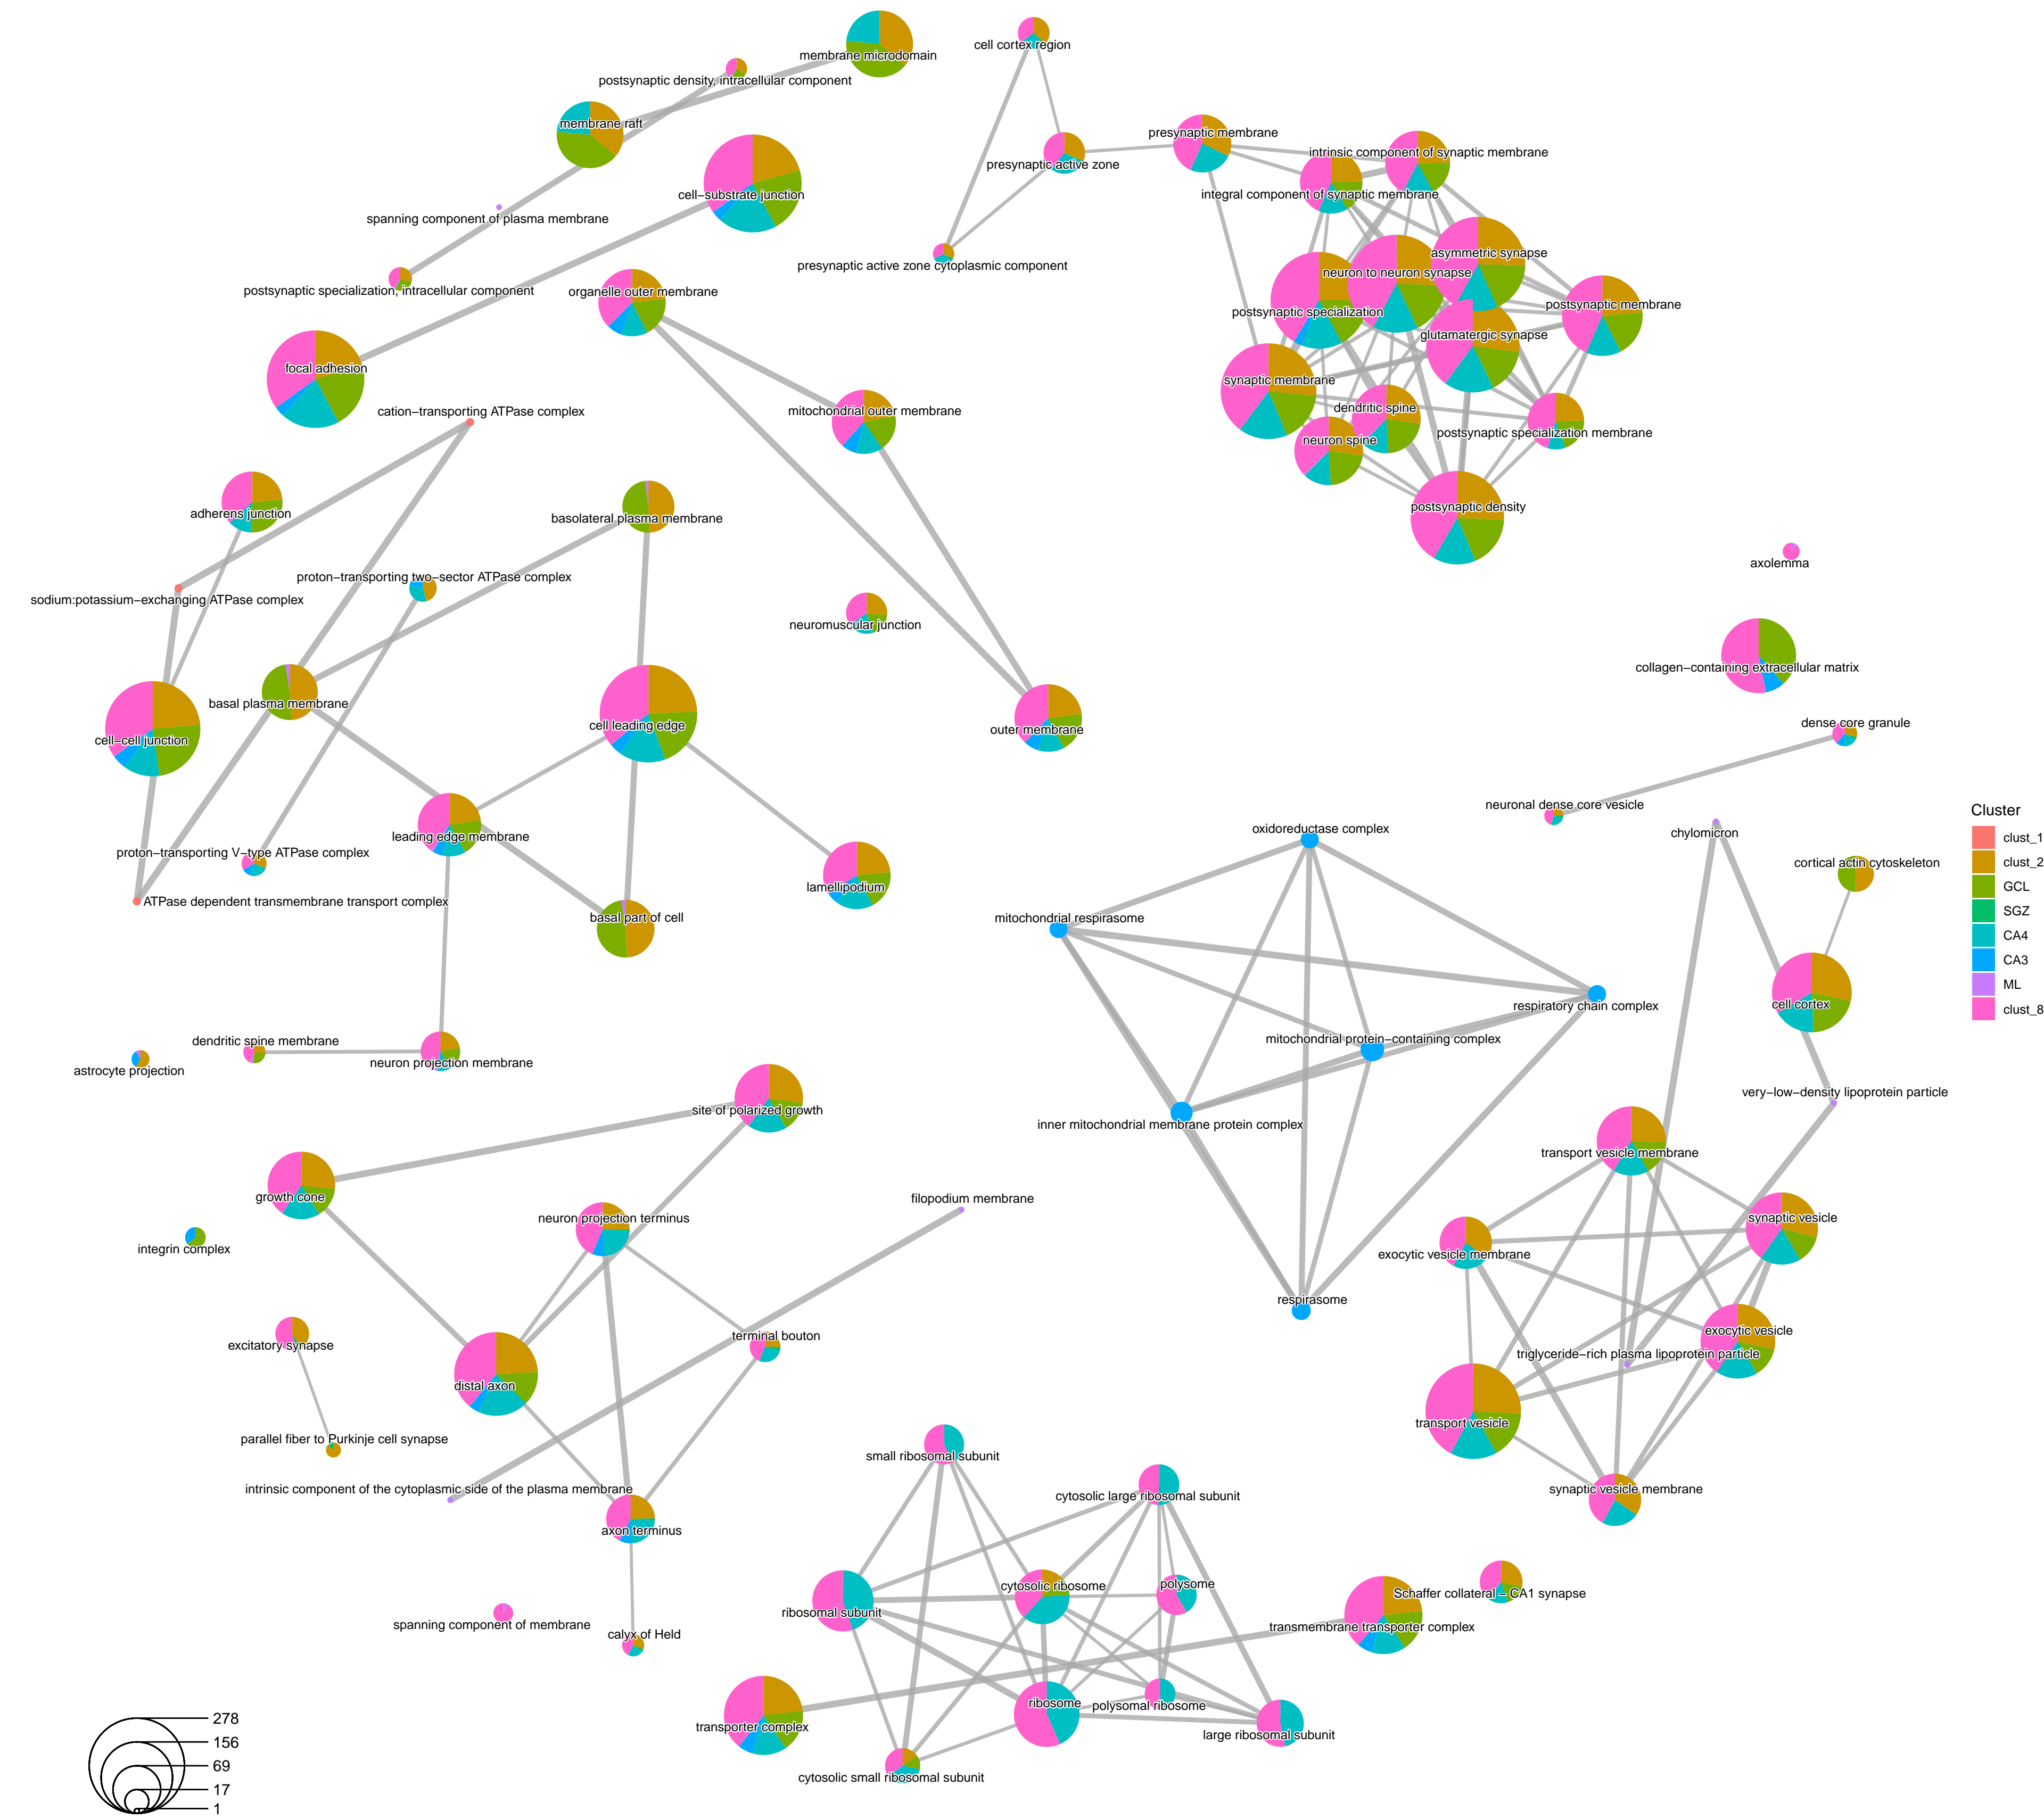 cell cortex region
membrane microdomain
postsynaptic density, intracellular component
membrane raft
presynaptic membrane
intrinsic component of synaptic membrane
presynaptic active zone
cell−substrate junction
integral component of synaptic membrane
spanning component of plasma membrane
asymmetric synapse
presynaptic active zone cytoplasmic component
neuron to neuron synapse
postsynaptic specialization, intracellular component
organelle outer membrane
postsynaptic membrane
postsynaptic specialization
glutamatergic synapse
focal adhesion
synaptic membrane
cation−transporting ATPase complex
mitochondrial outer membrane
dendritic spine
postsynaptic specialization membrane
neuron spine
adherens junction
basolateral plasma membrane
postsynaptic density
axolemma
proton−transporting two−sector ATPase complex
sodium:potassium−exchanging ATPase complex
neuromuscular junction
collagen−containing extracellular matrix
basal plasma membrane
cell leading edge
dense core granule
outer membrane
cell−cell junction
neuronal dense core vesicle
Cluster
clust_1
clust_2
GCL
SGZ
CA4
CA3
ML
clust_8
oxidoreductase complex
chylomicron
leading edge membrane
proton−transporting V−type ATPase complex
cortical actin cytoskeleton
lamellipodium
ATPase dependent transmembrane transport complex
basal part of cell
mitochondrial respirasome
respiratory chain complex
cell cortex
dendritic spine membrane
mitochondrial protein−containing complex
neuron projection membrane
astrocyte projection
very−low−density lipoprotein particle
site of polarized growth
inner mitochondrial membrane protein complex
transport vesicle membrane
growth cone
filopodium membrane
neuron projection terminus
synaptic vesicle
integrin complex
exocytic vesicle membrane
respirasome
excitatory synapse
terminal bouton
exocytic vesicle
triglyceride−rich plasma lipoprotein particle
distal axon
transport vesicle
parallel fiber to Purkinje cell synapse
small ribosomal subunit
intrinsic component of the cytoplasmic side of the plasma membrane
cytosolic large ribosomal subunit
synaptic vesicle membrane
axon terminus
cytosolic ribosome
polysome
Schaffer collateral − CA1 synapse
ribosomal subunit
spanning component of membrane
calyx of Held
transmembrane transporter complex
ribosome
polysomal ribosome
transporter complex
large ribosomal subunit
cytosolic small ribosomal subunit
278
156
69
17
1